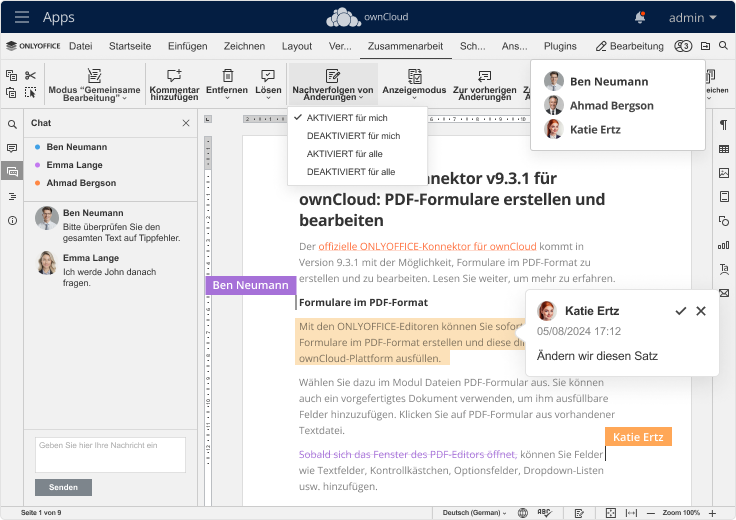 Apps
ownCloud
admin
ONLYOFFICE
Datei
Startseite
Einfügen
Zeichnen
Layout
Ver...
Zusammenarbeit
Sch...
Ans...
Plugins
Bearbeitung
3
Modus "Gemeinsame
Bearbeitung"
Kommentar
hinzufügen
Entfernen
Lösen
Nachverfolgen von
Änderungen
Anzeigemodus
Zur vorherigen
Änderungen
Ben Neumann
Ahmad Bergson
Katie Ertz
AKTIVIERT für mich
DEAKTIVIERT für mich
AKTIVIERT für alle
DEAKTIVIERT für alle
Chat
Ben Neumann
Emma Lange
Ahmad Bergson
Ben Neumann
Bitte überprüfen Sie den
gesamten Text auf Tippfehler.
Emma Lange
Ich werde John danach
fragen.
Geben Sie hier Ihre Nachricht ein
Senden
nektor v9.3.1 für
ownCloud: PDF-Formulare erstellen und
bearbeiten
Der offizielle ONLYOFFICE-Konnektor für ownCloud kommt in
Version 9.3.1 mit der Möglichkeit, Formulare im PDF-Format zu
erstellen und zu bearbeiten. Lesen Sie weiter, um mehr zu erfahren.
Ben Neumann
Formulare im PDF-Format
Mit den ONLYOFFICE-Editoren können Sie sofort
Formulare im PDF-Format erstellen und diese di
ownCloud-Plattform ausfüllen.
Katie Ertz
05/08/2024 17:12
Ändern wir diesen Satz
Wählen Sie dazu im Modul Dateien PDF-Formular aus. Sie können
auch ein vorgefertigtes Dokument verwenden, um ihm ausfüllbare
Felder hinzuzufügen. Klicken Sie auf PDF-Formular aus vorhandener
Textdatei.
Katie Ertz
Sobald sich das Fenster des PDF-Editors öffnet, können Sie Felder
wie Textfelder, Kontrollkästchen, Optionsfelder, Dropdown-Listen
usw. hinzufügen.
Seite 1 von 9
Deutsch (German)
Zoom 100%